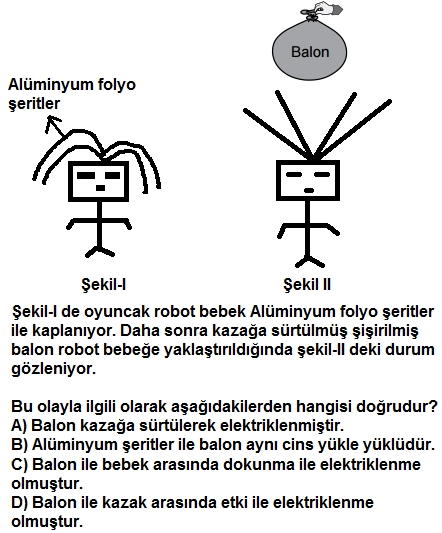 Balon
Alüminyum folyo
şeritler
Şekil-I
Şekil II
Şekil-I de oyuncak robot bebek Alüminyum folyo şeritler
ile kaplanıyor. Daha sonra kazağa sürtülmüş şişirilmiş
balon robot bebeğe yaklaştırıldığında şekil-II deki durum
gözleniyor.
Bu olayla ilgili olarak aşağıdakilerden hangisi doğrudur?
A) Balon kazağa sürtülerek elektriklenmiştir.
B) Alüminyum şeritler ile balon aynı cins yükle yüklüdür.
C) Balon ile bebek arasında dokunma ile elektriklenme
olmuştur.
D) Balon ile kazak arasında etki ile elektriklenme
olmuştur.